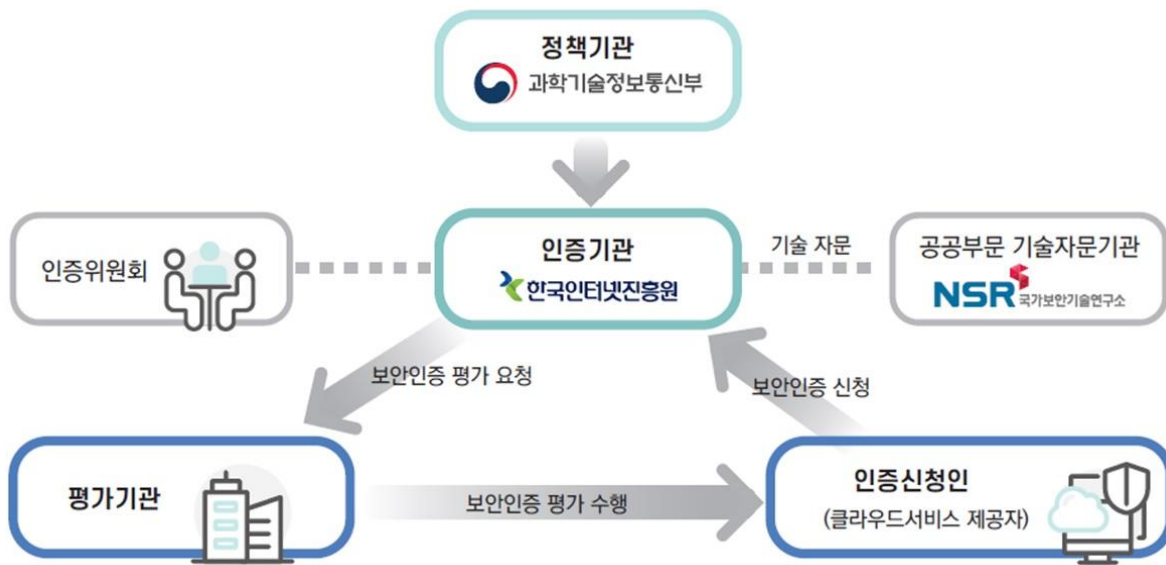 정책기관
과학기술정보통신부
인증위원회
인증기관
한국인터넷진흥원
기술 자문
공공부문 기술자문기관
NSR 국가보안기술연구소
보안인증 평가 요청
보안인증 신청
평가기관
보안인증 평가 수행
인증신청인
(클라우드서비스 제공자)